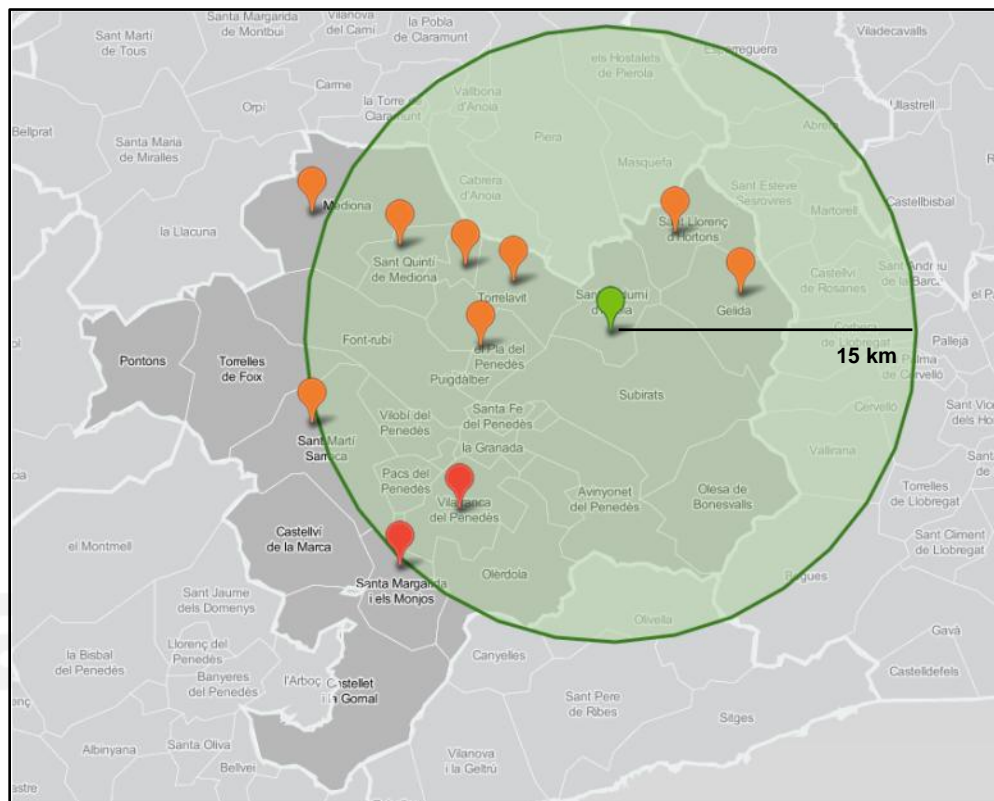 Santa Margarida
de Montbui
Vilanova
del Camí
la Pobla
de Claramunt
Sant Martí
de Tous
Viladecavalls
els Hostalets
de Pierola
Carme
Vallbona
d'Anoia
Orpí
la Torre de
Claramunt
Ullastrell
Bellprat
Abrera
Santa Maria
de Miralles
Piera
Masquefa
Cabrera
d'Anoia
Sant Esteve
Sesrovires
Castellbisbal
Mediona
Martorell
la Llacuna
Sant Llorenç
d'Hortons
Sant Quintí
de Mediona
Castellví
de Rosanes
Sant Andreu
de la Barca
Torrelavit
Gelida
Font-rubí
el Pla del
Penedès
Corbera
de Llobregat
Palleja
15 km
Pontons
Torrelles
de Foix
Puigdàlber
Palma
de Cervelló
Subirats
Vilobí del
Penedès
Santa Fe
del Penedès
Cervelló
Sant Martí
Sarroca
la Granada
Vallirana
Pacs del
Penedès
Vilafranca
del Penedès
Avinyonet
del Penedès
Olesa de
Bonesvalls
Torrelles
de Llobregat
el Montmell
Castellví
de la Marca
Sant Climent
de Llobregat
Santa Margarida
i els Monjos
Olèrdola
Begues
Sant Jaume
dels Domenys
Olivella
Gavà
la Bisbal
del Penedès
Llorenç del
Penedès
Canyelles
Castelldefels
Banyeres
del Penedès
l'Arboç
Castellet
i la Gornal
Sant Pere
de Ribes
Sitges
Albinyana
Santa Oliva
Bellvei
Vilanova
i la Geltrú